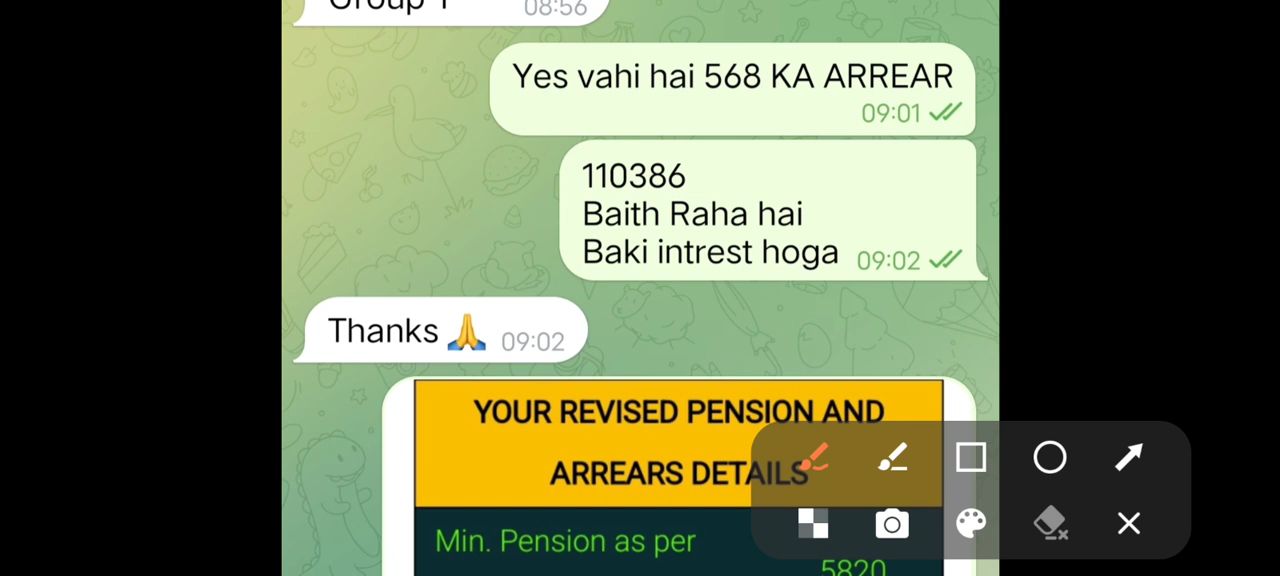 Group 1
08:56
Yes vahi hai 568 KA ARREAR
09:01
110386
Baith Raha hai
Baki intrest hoga 09:02
Thanks 🙏 09:02
YOUR REVISED PENSION AND
ARREARS DETAILS
Min. Pension as per
5820